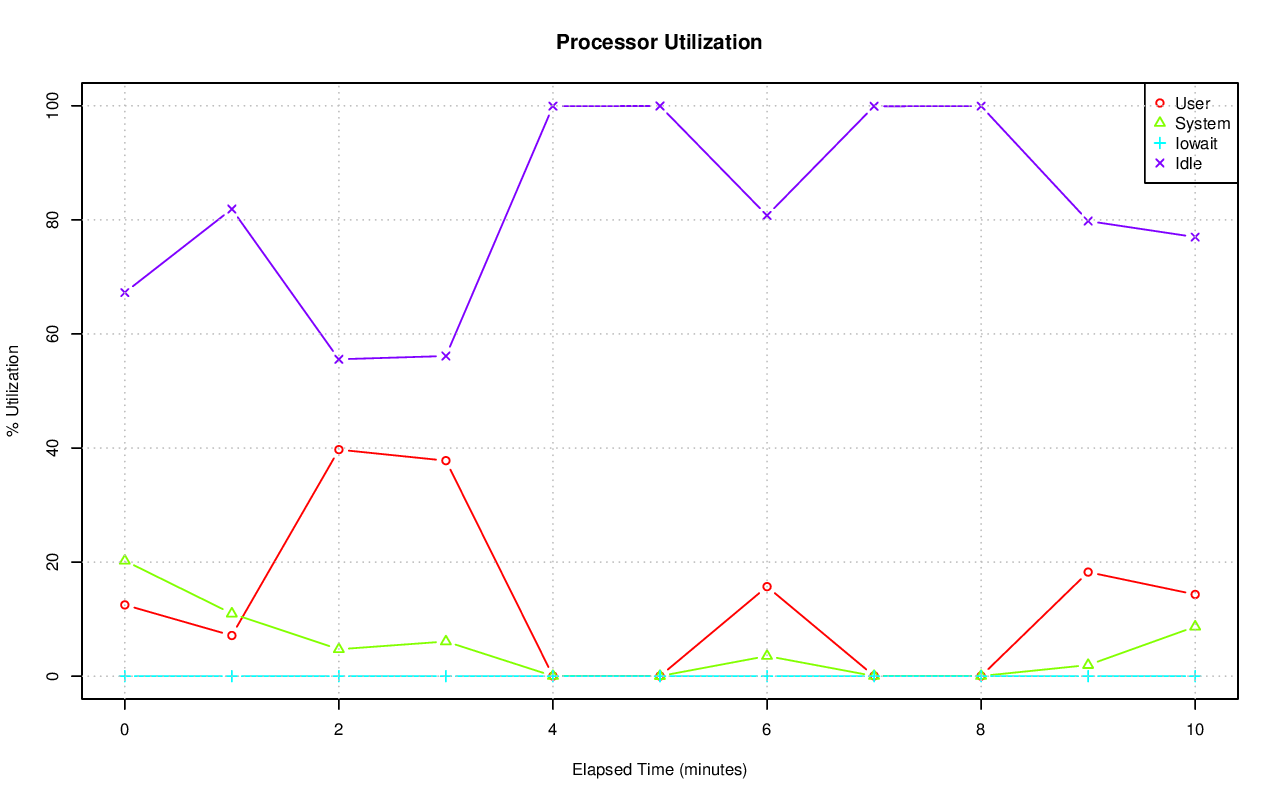 Processor Utilization
User
System
Iowait
Idle
100
80
60
40
20
0
% Utilization
0 2 4 6 8 10
Elapsed Time (minutes)